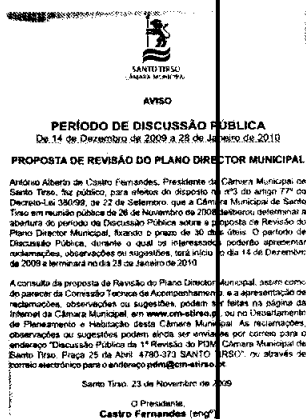 SANTO TIRSO
CÂMARA MUNICIPAL
AVISO
PERÍODO DE DISCUSSÃO PÚBLICA
De 14 de Dezembro de 2009 a 28 de Janeiro de 2010
PROPOSTA DE REVISÃO DO PLANO DIRECTOR MUNICIPAL
António Alberto de Castro Fernandes, Presidente da Câmara Municipal de
Santo Tirso, faz público, para efeitos do disposto no nº3 do artigo 77º do
Decreto-Lei 380/99, de 22 de Setembro, que a Câmara Municipal de Santo
Tirso em reunião pública de 26 de Novembro de 2009 deliberou determinar a
abertura do período de Discussão Pública sobre a proposta de Revisão do
Plano Director Municipal, fixando o prazo de 30 dias úteis. O período de
Discussão Pública, durante o qual os interessados poderão apresentar
reclamações, observações ou sugestões, terá início no dia 14 de Dezembro
de 2009 e terminará no dia 28 de Janeiro de 2010
A consulta da proposta de Revisão do Plano Director Municipal, assim como
do parecer da Comissão Técnica de Acompanhamento e a apresentação de
reclamações, observações ou sugestões, podem ser feitas na página da
Internet da Câmara Municipal, em www.cm-stirso.pt, ou no Departamento
de Planeamento e Habitação desta Câmara Municipal. As reclamações,
observações ou sugestões podem ainda ser enviadas por correio para o
endereço "Discussão Pública da 1ª Revisão do PDM, Câmara Municipal de
Santo Tirso, Praça 25 de Abril, 4780-373 SANTO TIRSO", ou através de
correio electrónico para o endereço pdm@cm-stirso.pt
Santo Tirso, 23 de Novembro de 2009
O Presidente,
Castro Fernandes (engº)